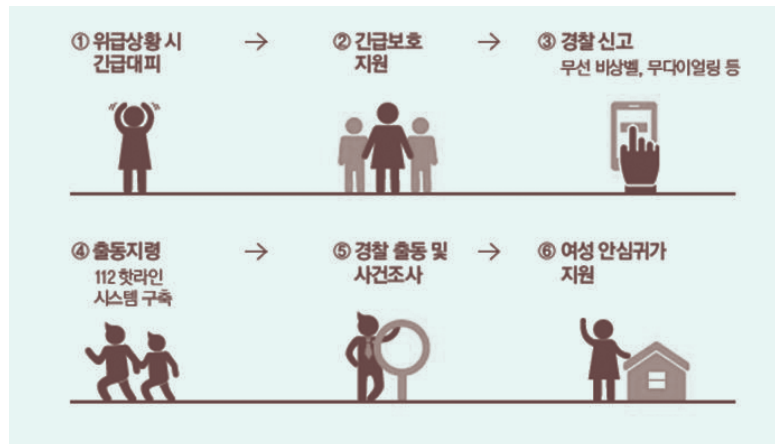 ① 위급상황 시
긴급대피
→
② 긴급보호
지원
→
③ 경찰 신고
무선 비상벨, 무다이얼링 등
④ 출동지령
112 핫라인
시스템 구축
→
⑤ 경찰 출동 및
사건조사
→
⑥ 여성 안심귀가
지원